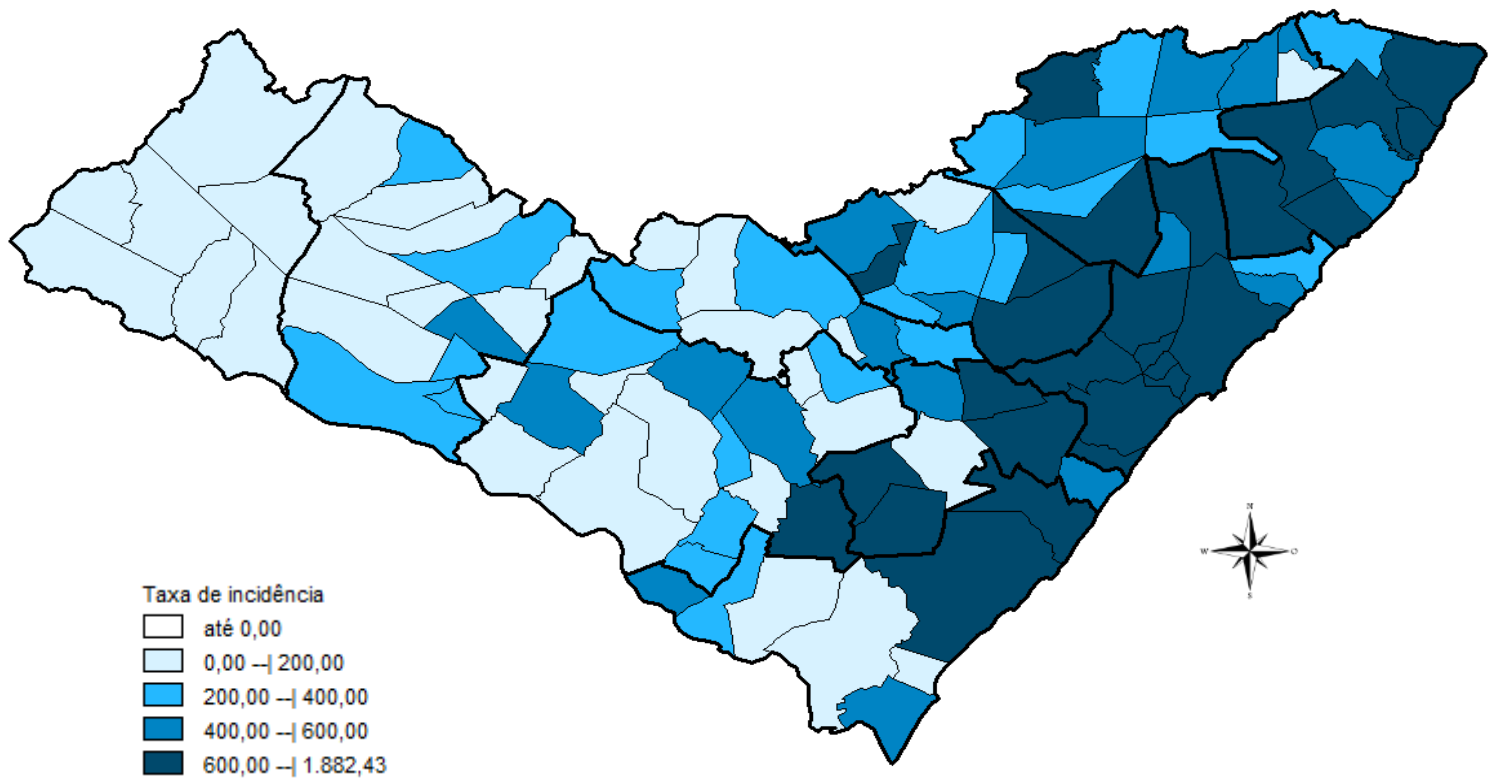 N
W
O
S
Taxa de incidência
até 0,00
0,00 --| 200,00
200,00 --| 400,00
400,00 --| 600,00
600,00 --| 1.882,43